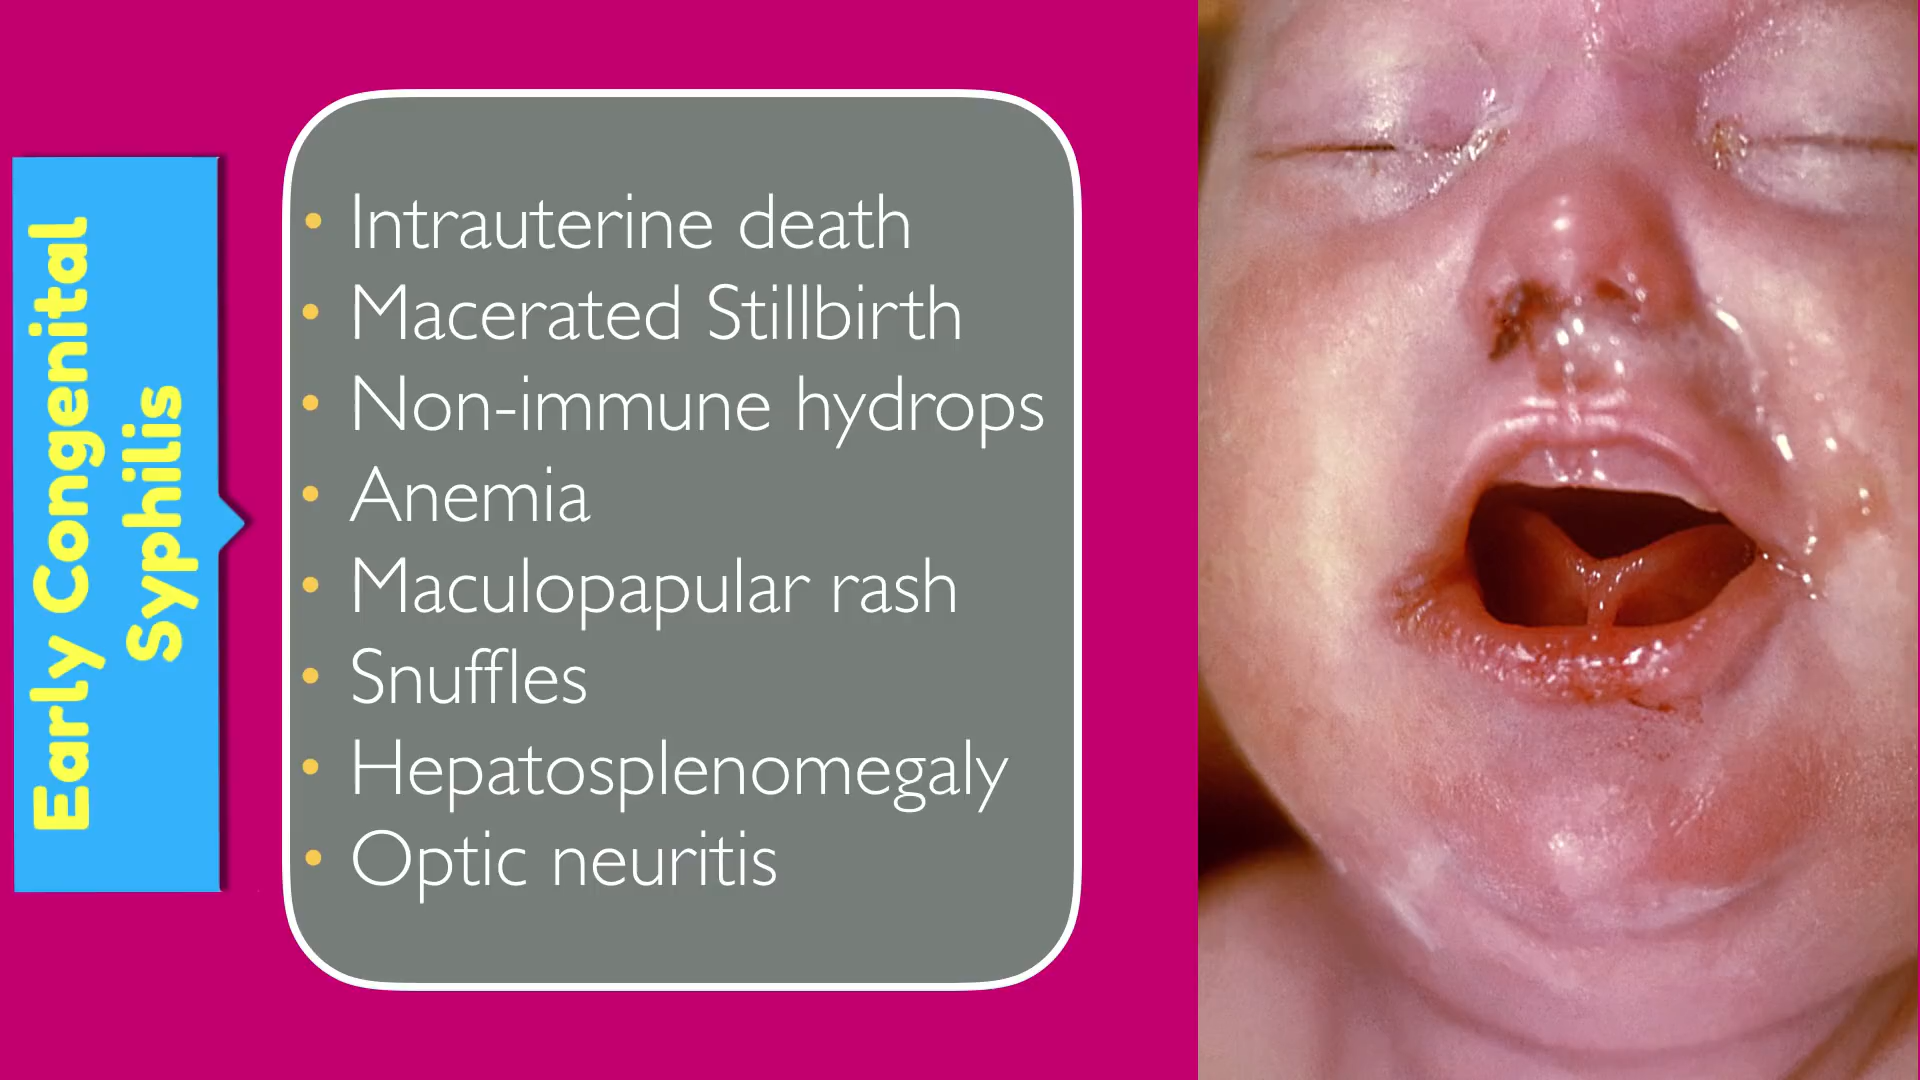 Early Congenital
Syphilis
• Intrauterine death
• Macerated Stillbirth
• Non-immune hydrops
• Anemia
• Maculopapular rash
• Snuffles
• Hepatosplenomegaly
• Optic neuritis